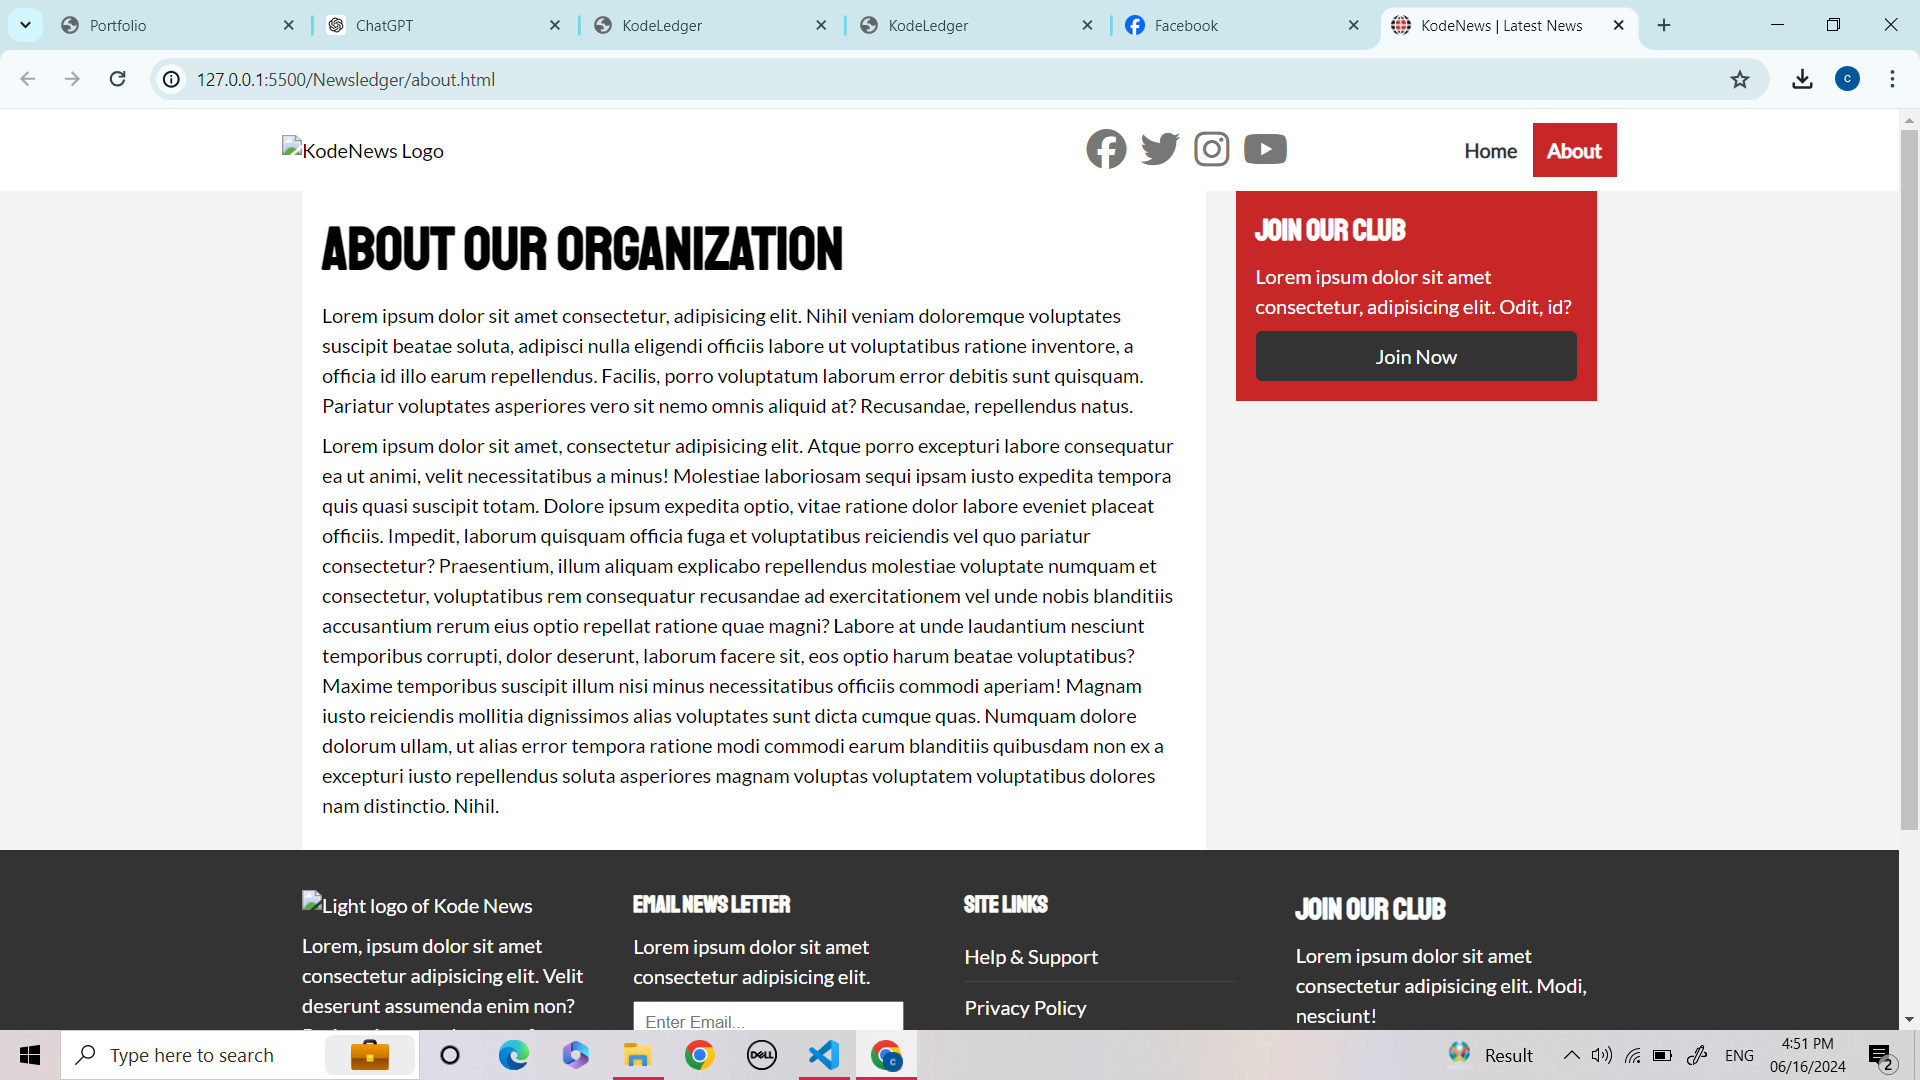 Portfolio
ChatGPT
KodeLedger
KodeLedger
Facebook
KodeNews | Latest News
127.0.0.1:5500/Newsledger/about.html
C
KodeNews Logo
Home
About
ABOUT OUR ORGANIZATION
Lorem ipsum dolor sit amet consectetur, adipisicing elit. Nihil veniam doloremque voluptates
suscipit beatae soluta, adipisci nulla eligendi officiis labore ut voluptatibus ratione inventore, a
officia id illo earum repellendus. Facilis, porro voluptatum laborum error debitis sunt quisquam.
Pariatur voluptates asperiores vero sit nemo omnis aliquid at? Recusandae, repellendus natus.
Lorem ipsum dolor sit amet, consectetur adipisicing elit. Atque porro excepturi labore consequatur
ea ut animi, velit necessitatibus a minus! Molestiae laboriosam sequi ipsam iusto expedita tempora
quis quasi suscipit totam. Dolore ipsum expedita optio, vitae ratione dolor labore eveniet placeat
officiis. Impedit, laborum quisquam officia fuga et voluptatibus reiciendis vel quo pariatur
consectetur? Praesentium, illum aliquam explicabo repellendus molestiae voluptate numquam et
consectetur, voluptatibus rem consequatur recusandae ad exercitationem vel unde nobis blanditiis
accusantium rerum eius optio repellat ratione quae magni? Labore at unde laudantium nesciunt
temporibus corrupti, dolor deserunt, laborum facere sit, eos optio harum beatae voluptatibus?
Maxime temporibus suscipit illum nisi minus necessitatibus officiis commodi aperiam! Magnam
iusto reiciendis mollitia dignissimos alias voluptates sunt dicta cumque quas. Numquam dolore
dolorum ullam, ut alias error tempora ratione modi commodi earum blanditiis quibusdam non ex a
excepturi iusto repellendus soluta asperiores magnam voluptas voluptatem voluptatibus dolores
nam distinctio. Nihil.
JOIN OUR CLUB
Lorem ipsum dolor sit amet
consectetur, adipisicing elit. Odit, id?
Join Now
Light logo of Kode News
Lorem, ipsum dolor sit amet
consectetur adipisicing elit. Velit
deserunt assumenda enim non?
EMAIL NEWS LETTER
Lorem ipsum dolor sit amet
consectetur adipisicing elit.
Enter Email...
SITE LINKS
Help & Support
Privacy Policy
JOIN OUR CLUB
Lorem ipsum dolor sit amet
consectetur adipisicing elit. Modi,
nesciunt!
Type here to search
DELL
C
Result
ENG
4:51 PM
06/16/2024
2